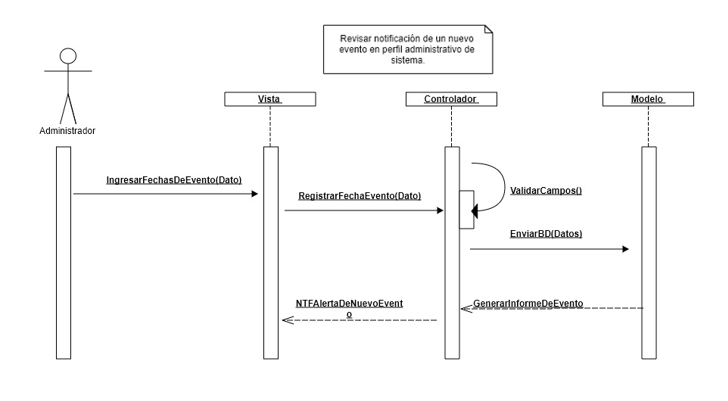 Revisar notificación de un nuevo
evento en perfil administrativo de
sistema.
Administrador
Vista
Controlador
Modelo
IngresarFechasDeEvento(Dato)
RegistrarFechaEvento(Dato)
ValidarCampos()
EnviarBD(Datos)
GenerarInformeDeEvento
NTFAlertaDeNuevoEvent
o